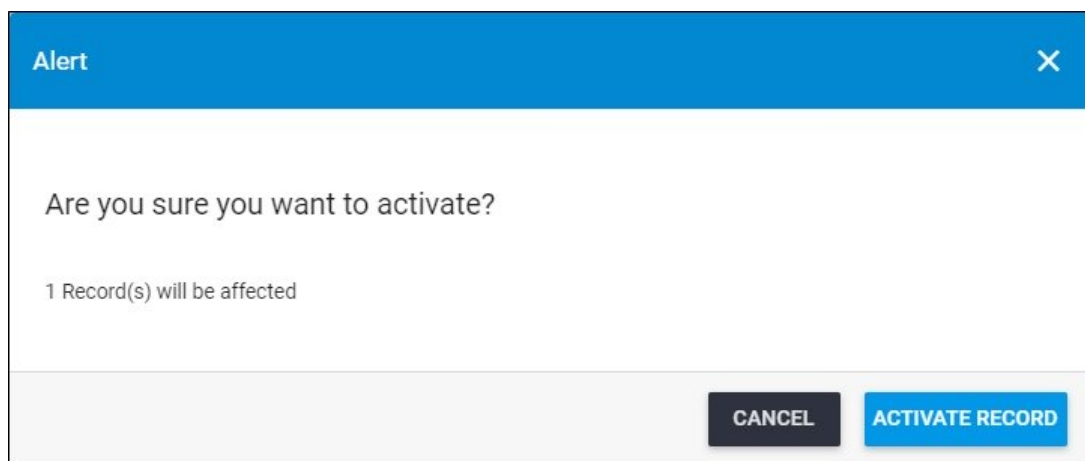 Alert
Are you sure you want to activate?
1 Record(s) will be affected
CANCEL
ACTIVATE RECORD